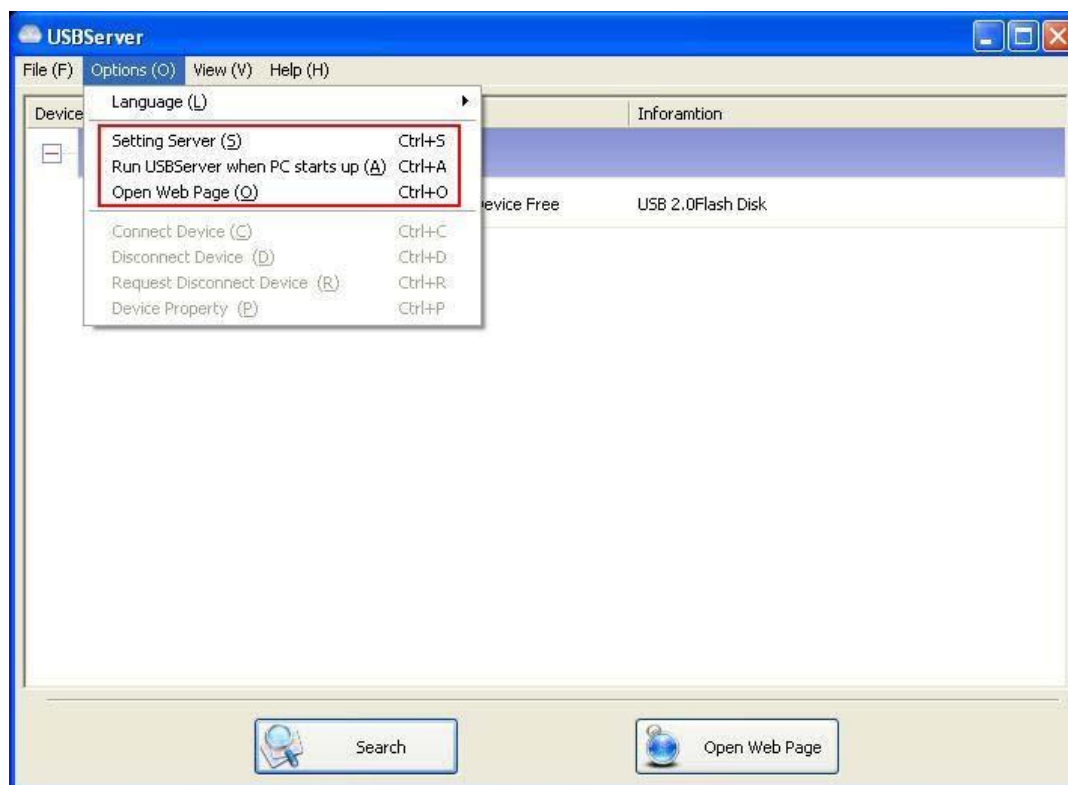 USBServer
File (F) Options (O) View (V) Help (H)
Device Inforamtion
Language (L)
Setting Server (S) Ctrl+S
Run USBServer when PC starts up (A) Ctrl+A
Open Web Page (O) Ctrl+O
Device Free USB 2.0Flash Disk
Connect Device (C) Ctrl+C
Disconnect Device (D) Ctrl+D
Request Disconnect Device (R) Ctrl+R
Device Property (P) Ctrl+P
Search Open Web Page